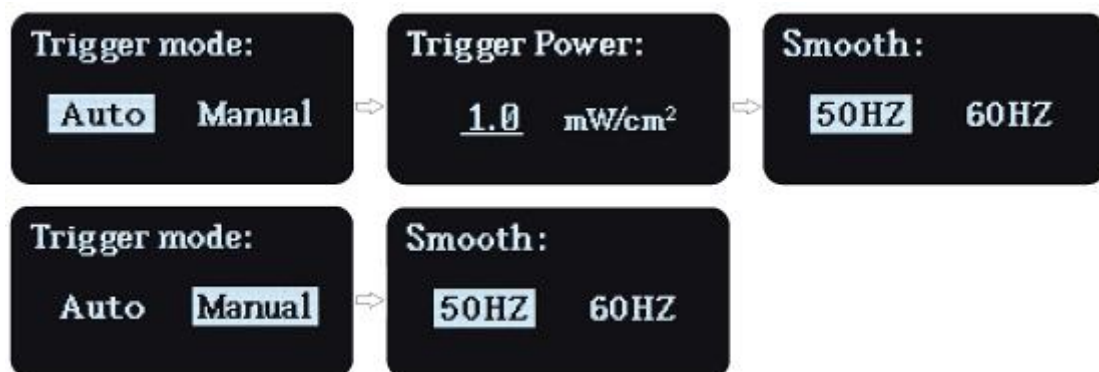 Trigger mode:
Auto Manual
Trigger Power:
1.0 mW/cm²
Smooth:
50HZ 60HZ
Trigger mode:
Auto Manual
Smooth:
50HZ 60HZ